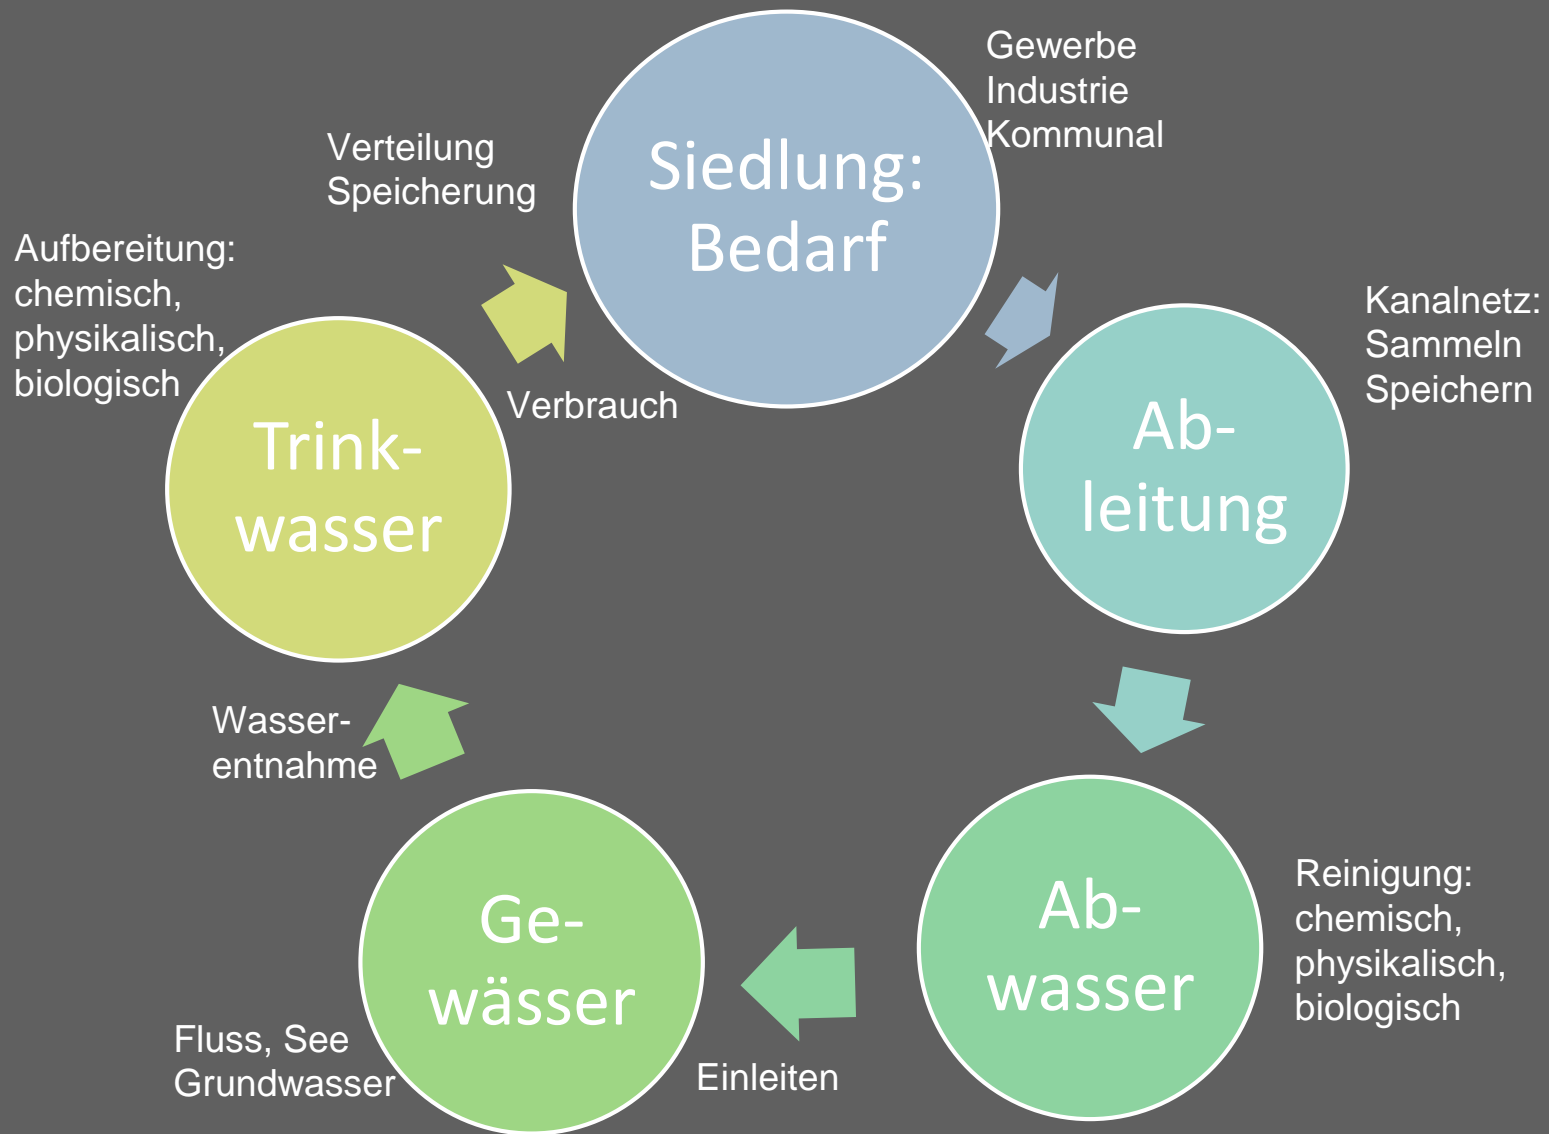 Gewerbe
Industrie
Kommunal
Siedlung:
Bedarf
Verteilung
Speicherung
Aufbereitung:
chemisch,
physikalisch,
biologisch
Kanalnetz:
Sammeln
Speichern
Verbrauch
Trink-
wasser
Ab-
leitung
Wasser-
entnahme
Ge-
wässer
Ab-
wasser
Reinigung:
chemisch,
physikalisch,
biologisch
Fluss, See
Grundwasser
Einleiten